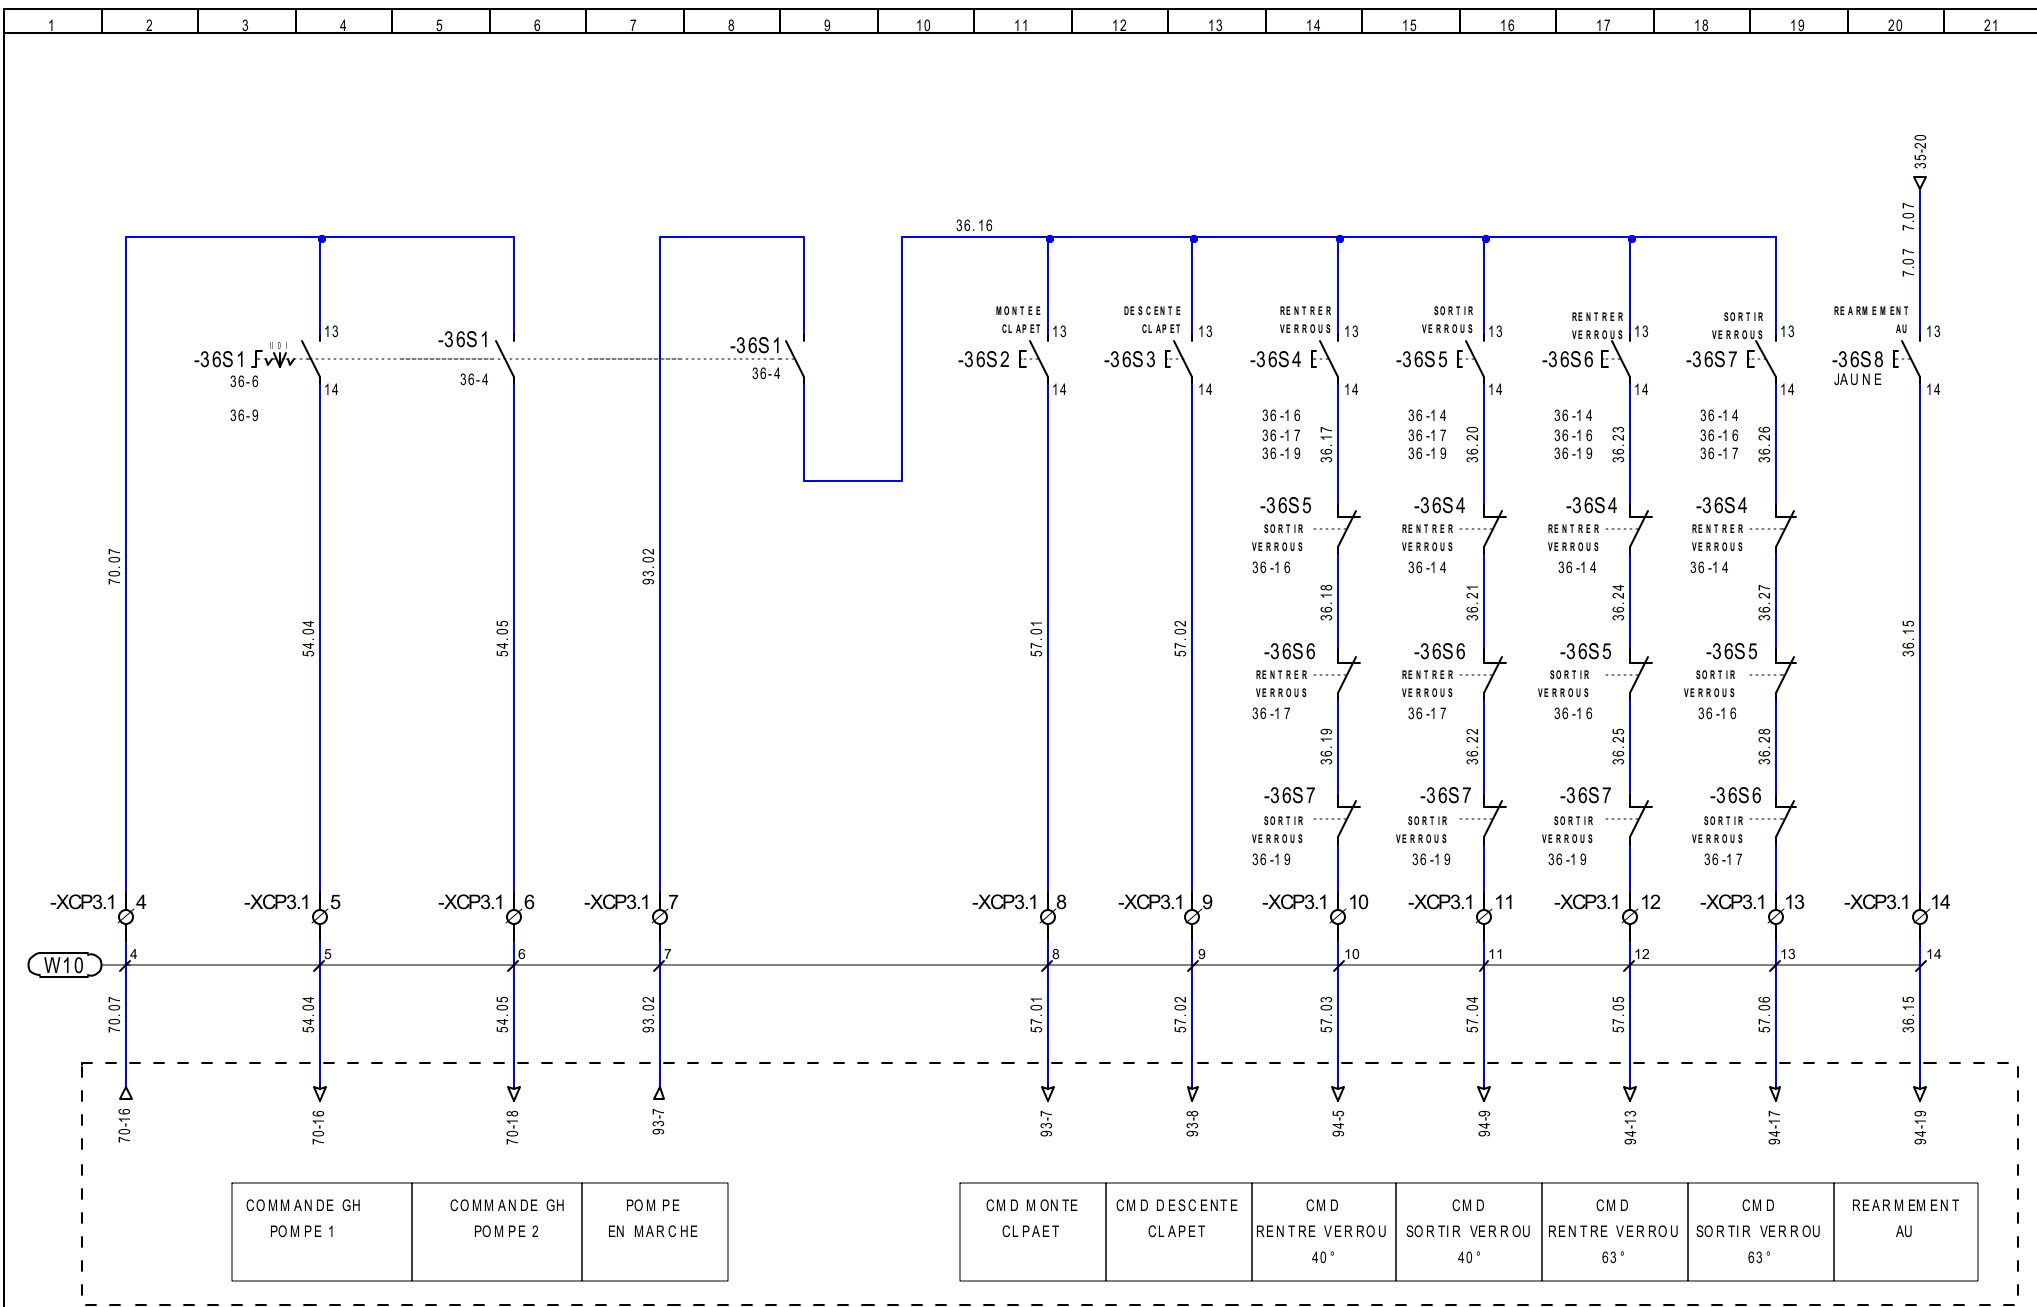 1 2 3 4 5 6 7 8 9 10 11 12 13 14 15 16 17 18 19 20 21
35-20
7.07
7.07
36.16
MONTEE
CLAPET
DESCENTE
CLAPET
RENTRER
VERROUS
SORTIR
VERROUS
RENTRER
VERROUS
SORTIR
VERROUS
REARMEMENT
AU
13 13 13 13 13 13 13 13
-36S1
-36S1
-36S1
-36S2
-36S3
-36S4
-36S5
-36S6
-36S7
-36S8
II 0 I
36-6
36-9
36-4
36-4
JAUNE
14 14 14 14 14 14 14 14
36-16
36-17
36-19
36.17
36-14
36-17
36-19
36.20
36-14
36-16
36-19
36.23
36-14
36-16
36-17
36.26
-36S5
SORTIR
VERROUS
36-16
-36S4
RENTRER
VERROUS
36-14
-36S4
RENTRER
VERROUS
36-14
-36S4
RENTRER
VERROUS
36-14
70.07
54.04
54.05
93.02
57.01
57.02
36.18
36.21
36.24
36.27
36.15
-36S6
RENTRER
VERROUS
36-17
-36S6
RENTRER
VERROUS
36-17
-36S5
SORTIR
VERROUS
36-16
-36S5
SORTIR
VERROUS
36-16
36.19
36.22
36.25
36.28
-36S7
SORTIR
VERROUS
36-19
-36S7
SORTIR
VERROUS
36-19
-36S7
SORTIR
VERROUS
36-19
-36S6
SORTIR
VERROUS
36-17
-XCP3.1 4
-XCP3.1 5
-XCP3.1 6
-XCP3.1 7
-XCP3.1 8
-XCP3.1 9
-XCP3.1 10
-XCP3.1 11
-XCP3.1 12
-XCP3.1 13
-XCP3.1 14
W10
4 5 6 7 8 9 10 11 12 13 14
70.07
54.04
54.05
93.02
57.01
57.02
57.03
57.04
57.05
57.06
36.15
70-16
70-16
70-18
93-7
93-7
93-8
94-5
94-9
94-13
94-17
94-19
COMMANDE GH
POMPE 1
COMMANDE GH
POMPE 2
POMPE
EN MARCHE
CMD MONTE
CLPAET
CMD DESCENTE
CLAPET
CMD
RENTRE VERROU
40°
CMD
SORTIR VERROU
40°
CMD
RENTRE VERROU
63°
CMD
SORTIR VERROU
63°
REARMEMENT
AU